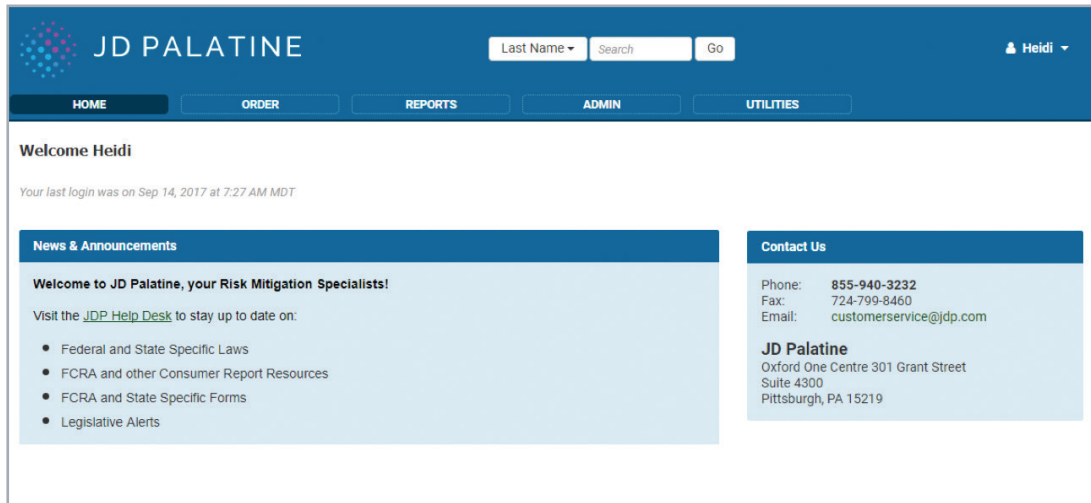 JD PALATINE
Last Name Search Go
Heidi
HOME ORDER REPORTS ADMIN UTILITIES
Welcome Heidi
Your last login was on Sep 14, 2017 at 7:27 AM MDT
News & Announcements
Welcome to JD Palatine, your Risk Mitigation Specialists!
Visit the JDP Help Desk to stay up to date on:
• Federal and State Specific Laws
• FCRA and other Consumer Report Resources
• FCRA and State Specific Forms
• Legislative Alerts
Contact Us
Phone: 855-940-3232
Fax: 724-799-8460
Email: customerservice@jdp.com
JD Palatine
Oxford One Centre 301 Grant Street
Suite 4300
Pittsburgh, PA 15219